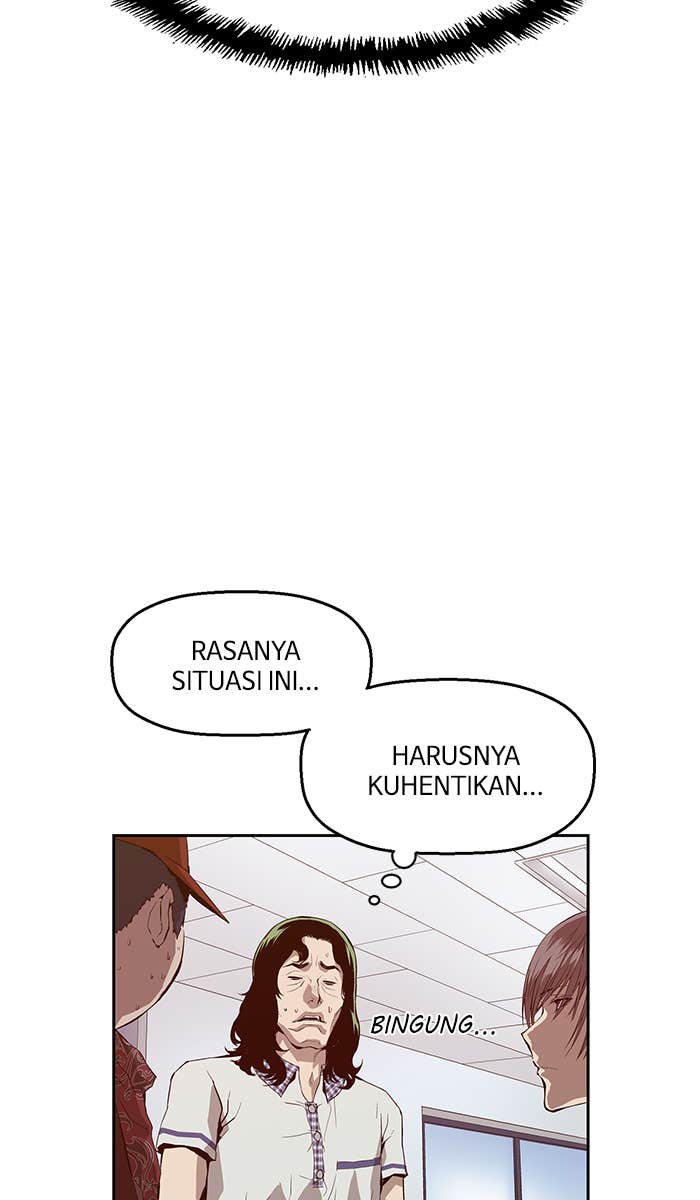 RASANYA
SITUASI INI...
HARUSNYA
KUHENTIKAN...
BINGUNG...